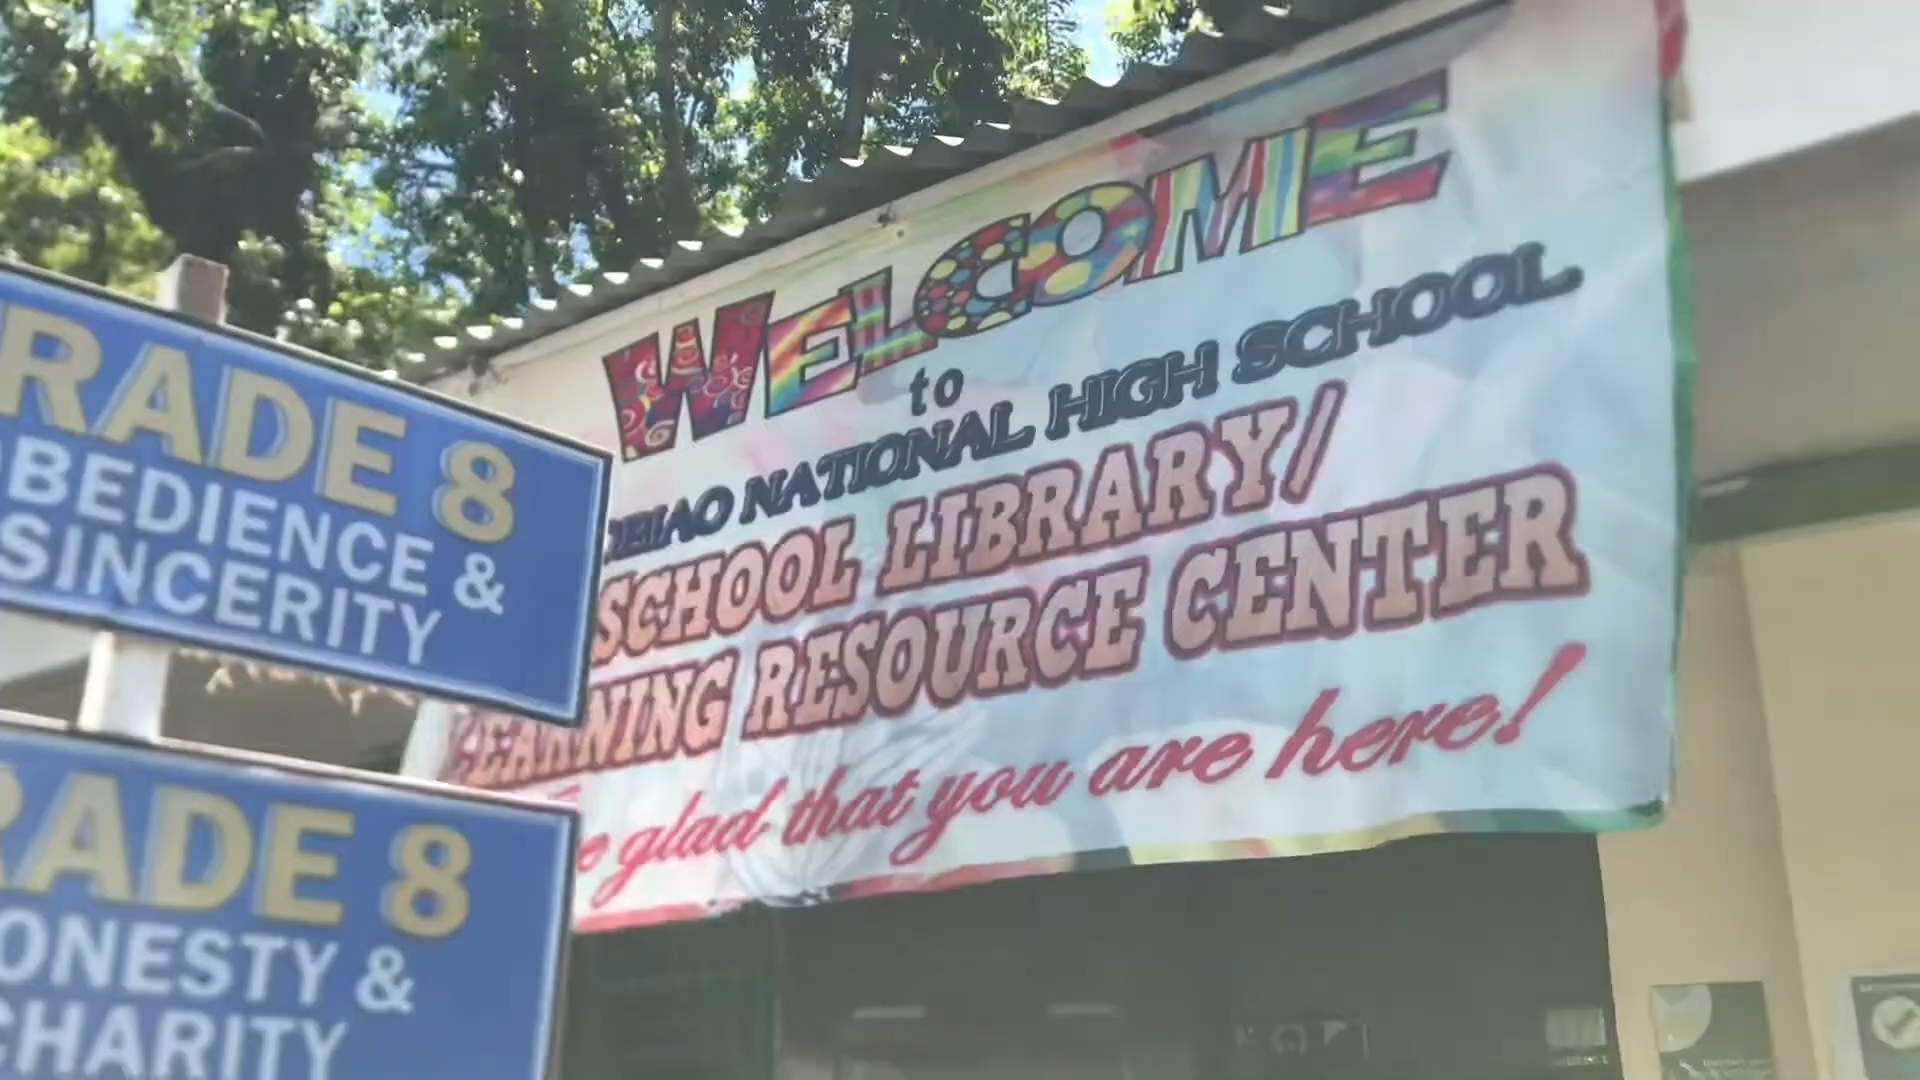 RADE 8
OBEDIENCE &
SINCERITY
RADE 8
ONESTY &
CHARITY
WELCOME
to
NATIONAL HIGH SCHOOL
SCHOOL LIBRARY/
LEARNING RESOURCE CENTER
glad that you are here!